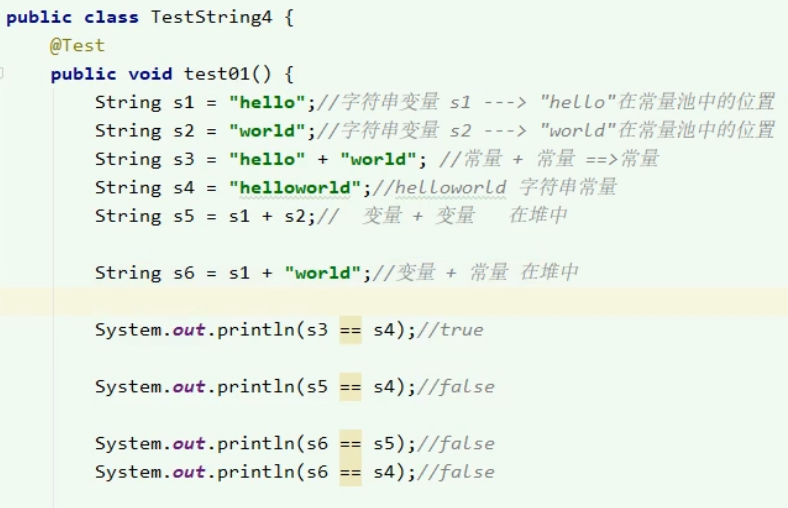 public class TestString4 {
@Test
public void test01() {
String s1 = "hello";//字符串变量 s1 ---> "hello"在常量池中的位置
String s2 = "world";//字符串变量 s2 ---> "world"在常量池中的位置
String s3 = "hello" + "world"; //常量 + 常量 ==>常量
String s4 = "helloworld";//helloworld 字符串常量
String s5 = s1 + s2;// 变量 + 变量 在堆中
String s6 = s1 + "world";//变量 + 常量 在堆中
System.out.println(s3 == s4);//true
System.out.println(s5 == s4);//false
System.out.println(s6 == s5);//false
System.out.println(s6 == s4);//false